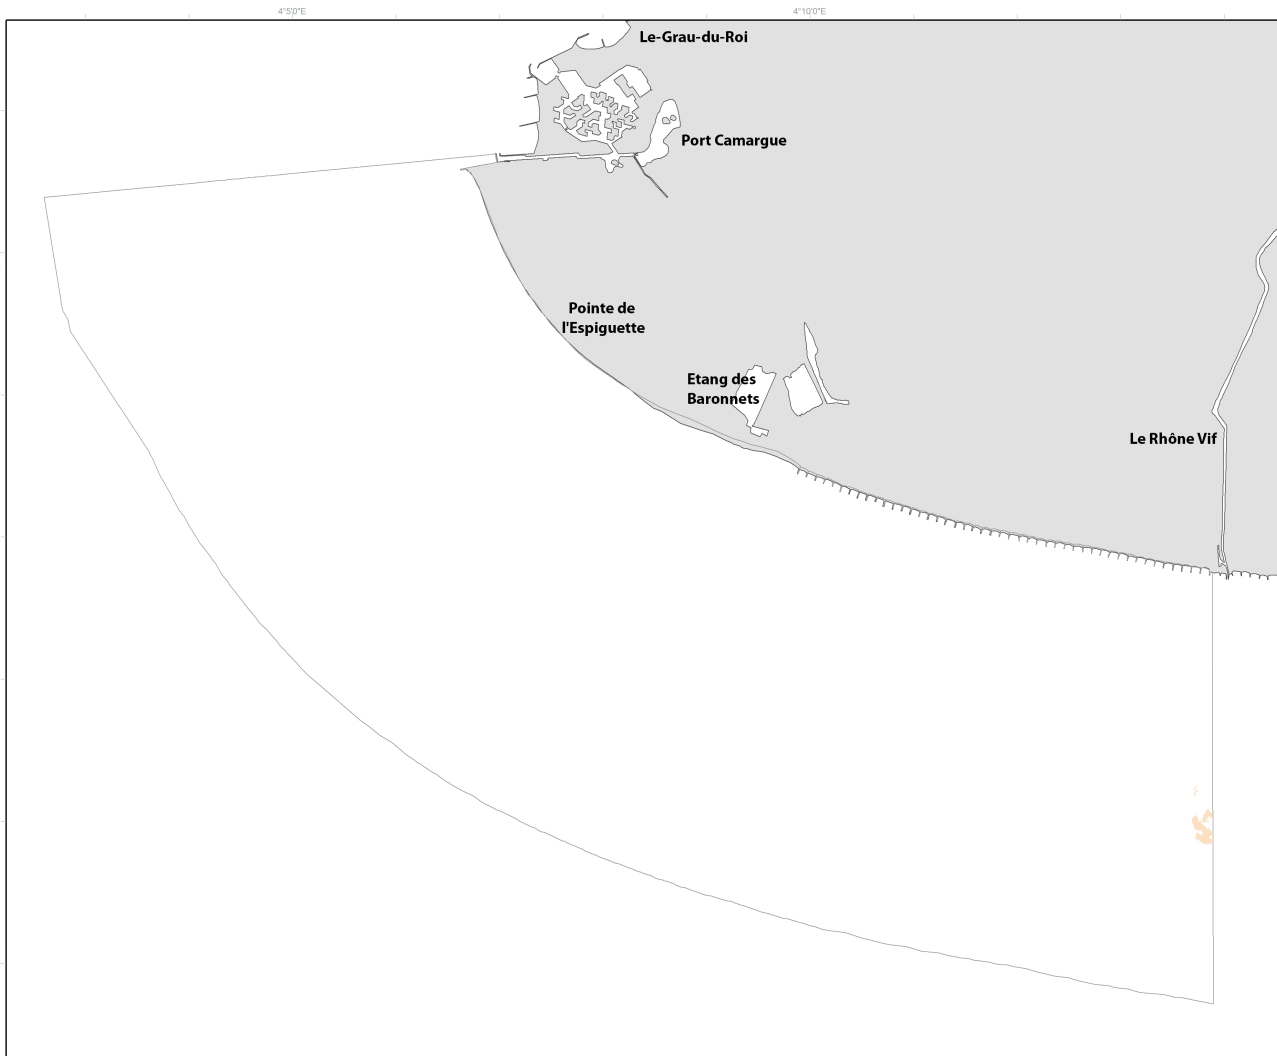 4°5'0"E
4°10'0"E
Le-Grau-du-Roi
Port Camargue
Pointe de
l'Espiguette
Etang des
Baronnets
Le Rhône Vif